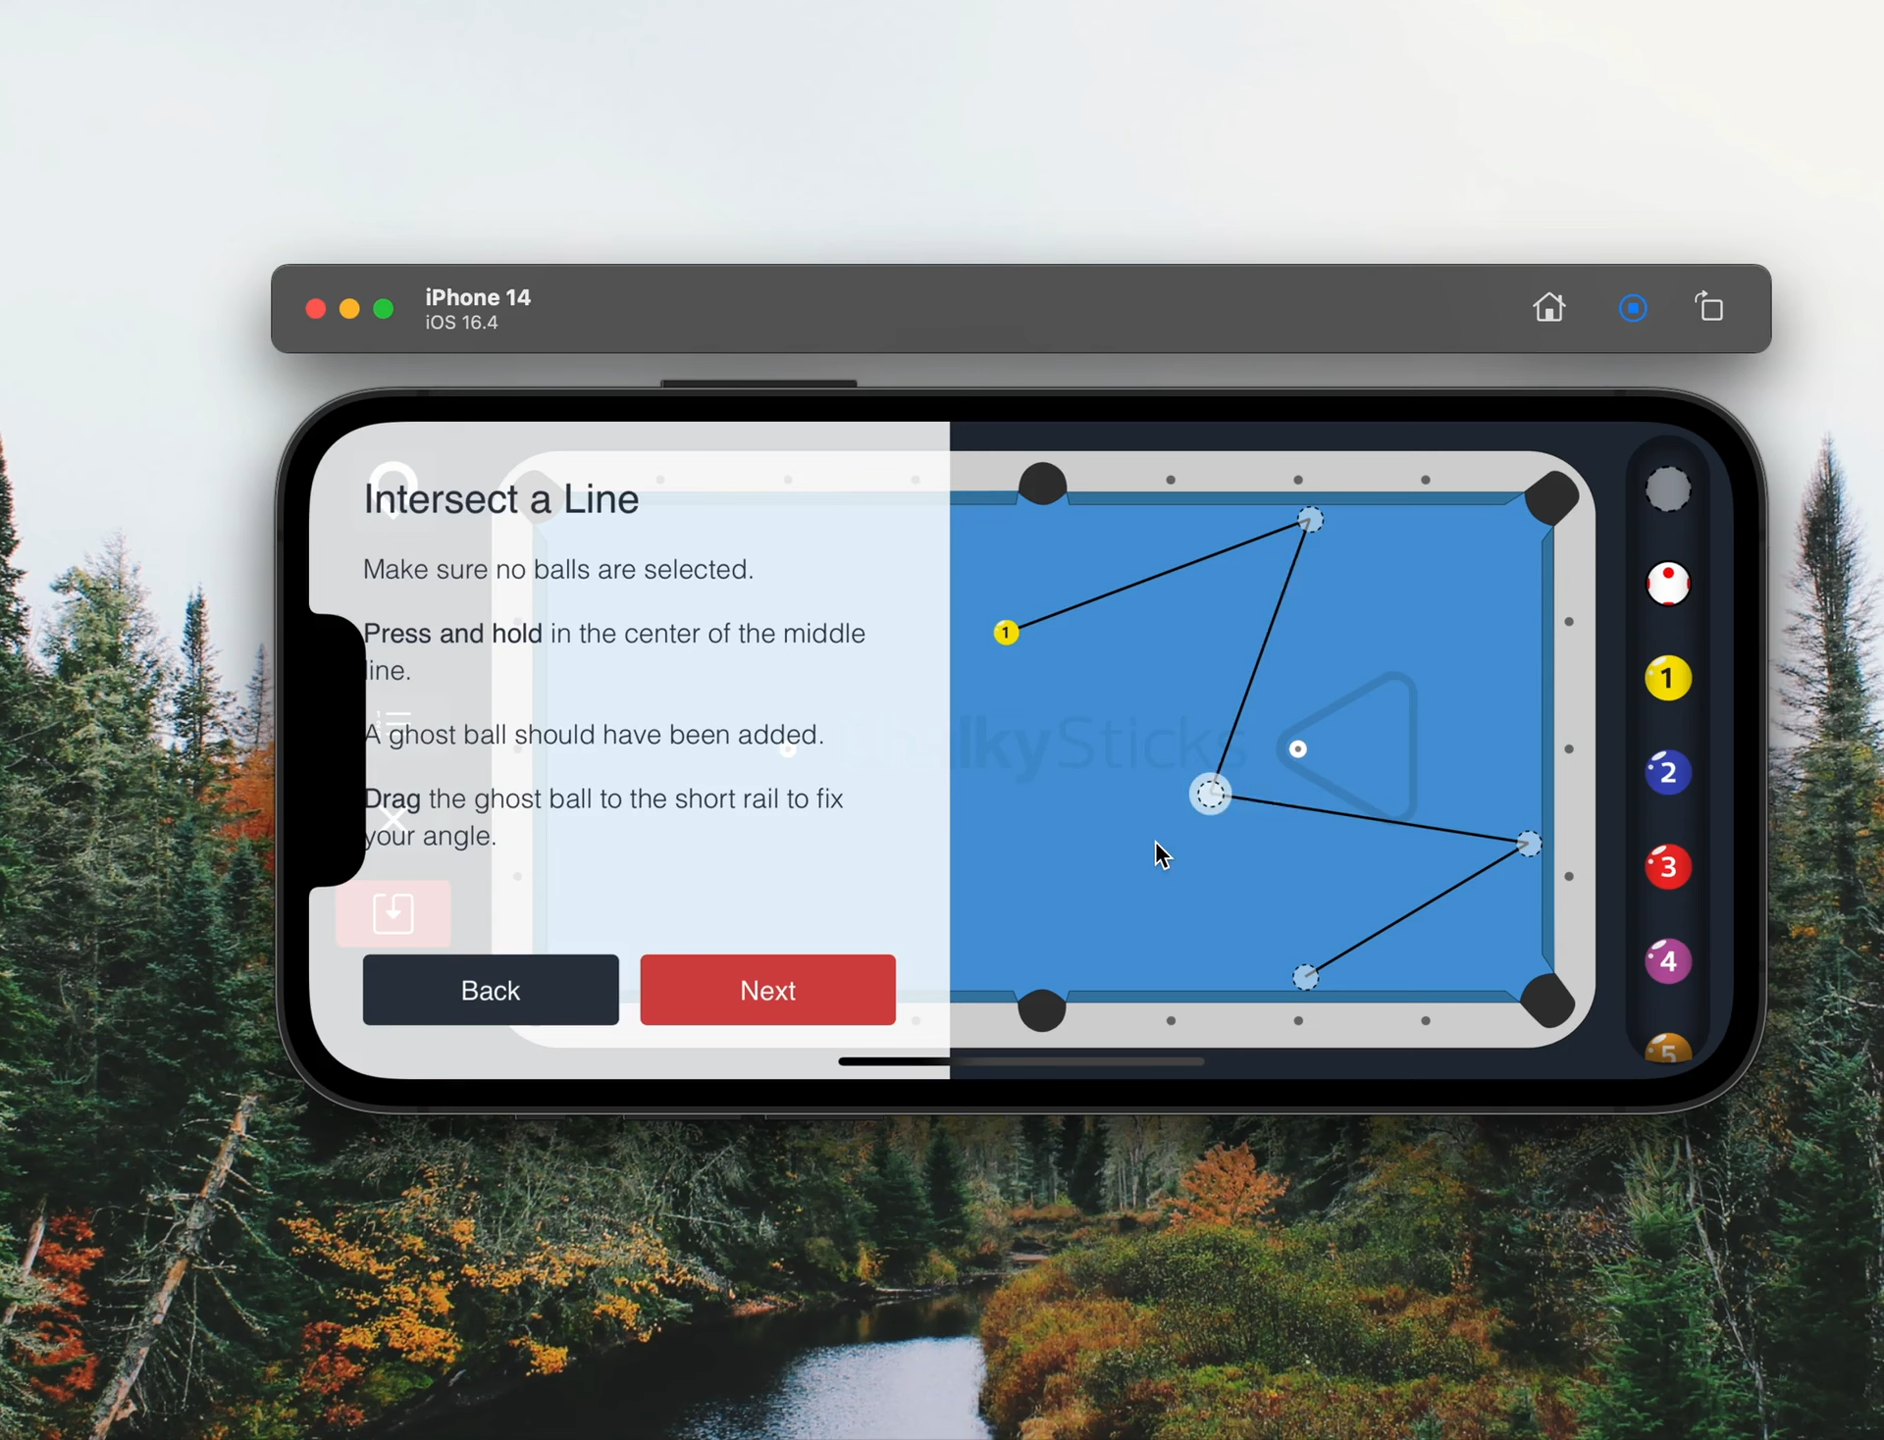 iPhone 14
iOS 16.4
Intersect a Line
Make sure no balls are selected.
Press and hold in the center of the middle
line.
A ghost ball should have been added.
Drag the ghost ball to the short rail to fix
your angle.
Back
Next
1
ChalkySticks
1
2
3
4
5